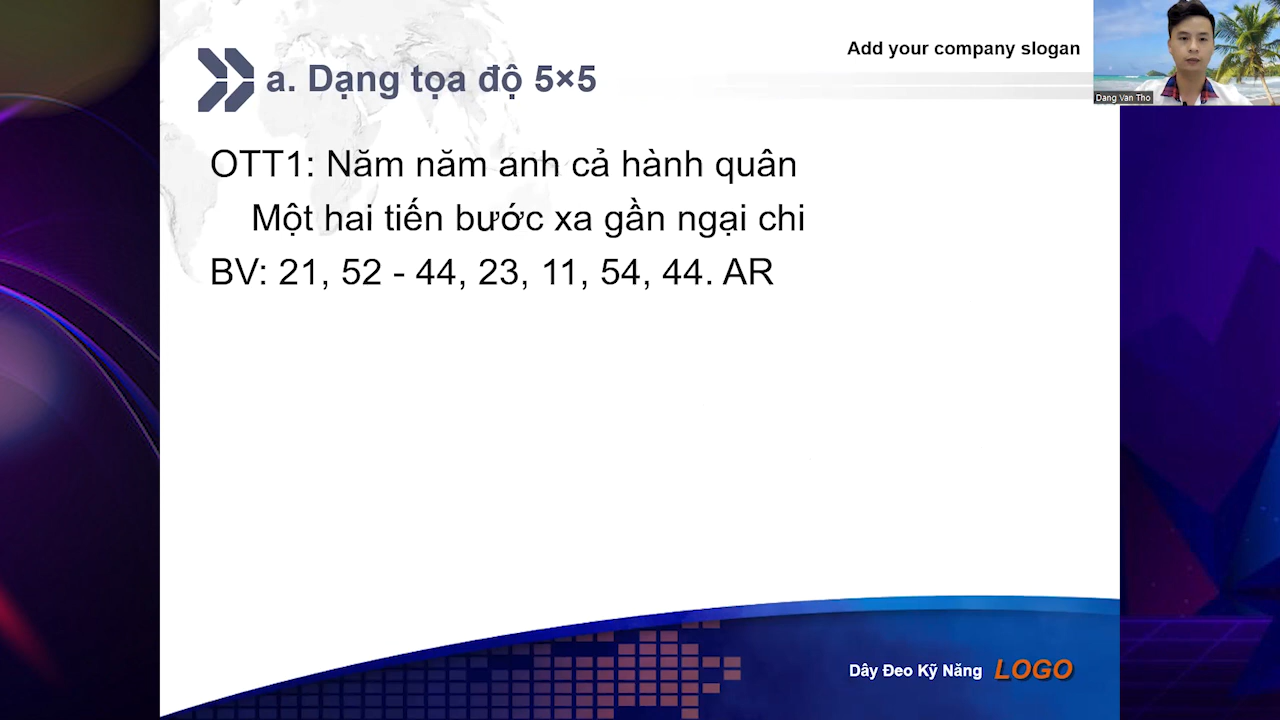 Add your company slogan
a. Dạng tọa độ 5×5
Dang Van Tho
OTT1: Năm năm anh cả hành quân
Một hai tiến bước xa gần ngại chi
BV: 21, 52 - 44, 23, 11, 54, 44. AR
Dây Đeo Kỹ Năng LOGO